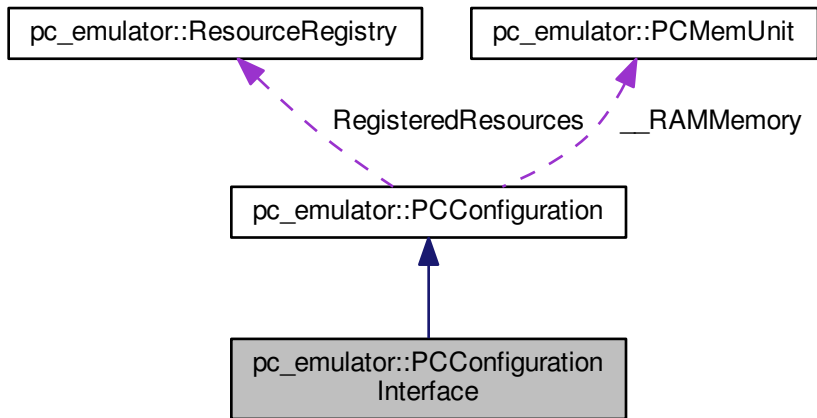 pc_emulator::ResourceRegistry
pc_emulator::PCMemUnit
RegisteredResources
__RAMMemory
pc_emulator::PCConfiguration
pc_emulator::PCConfiguration
Interface